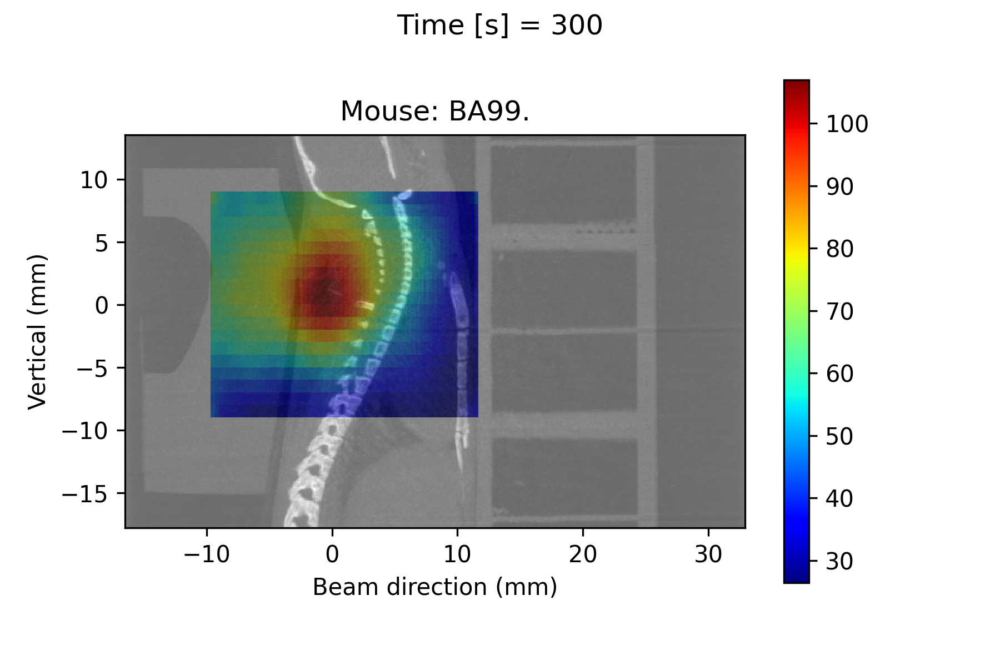 Time [s] = 300
Mouse: BA99.
Vertical (mm)
10
5
0
−5
−10
−15
−10 0 10 20 30
Beam direction (mm)
100
90
80
70
60
50
40
30